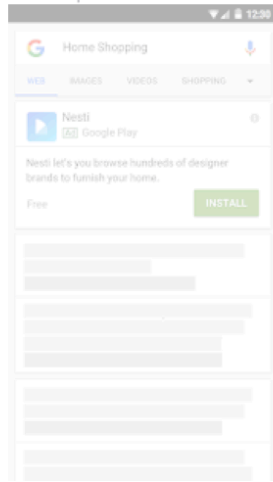 12:30
G Home Shopping
WEB IMAGES VIDEOS SHOPPING
Nesti
Ad Google Play
Nesti let's you browse hundreds of designer
brands to furnish your home.
Free INSTALL